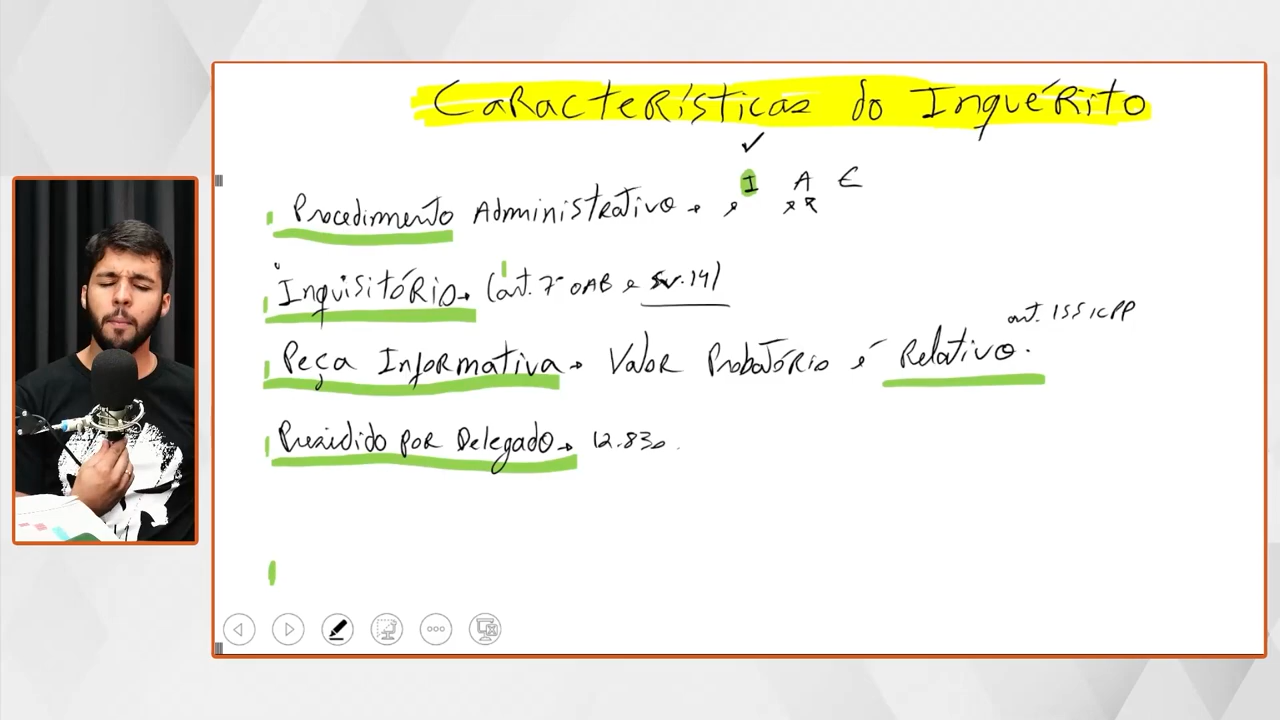 Características do Inquérito
I A E
Procedimento Administrativo →
Inquisitório → (art. 7º OAB e sv. 14)
art. 155 / CPP
Peça Informativa → Valor Probatório é Relativo.
Presidido por Delegado → 12.830